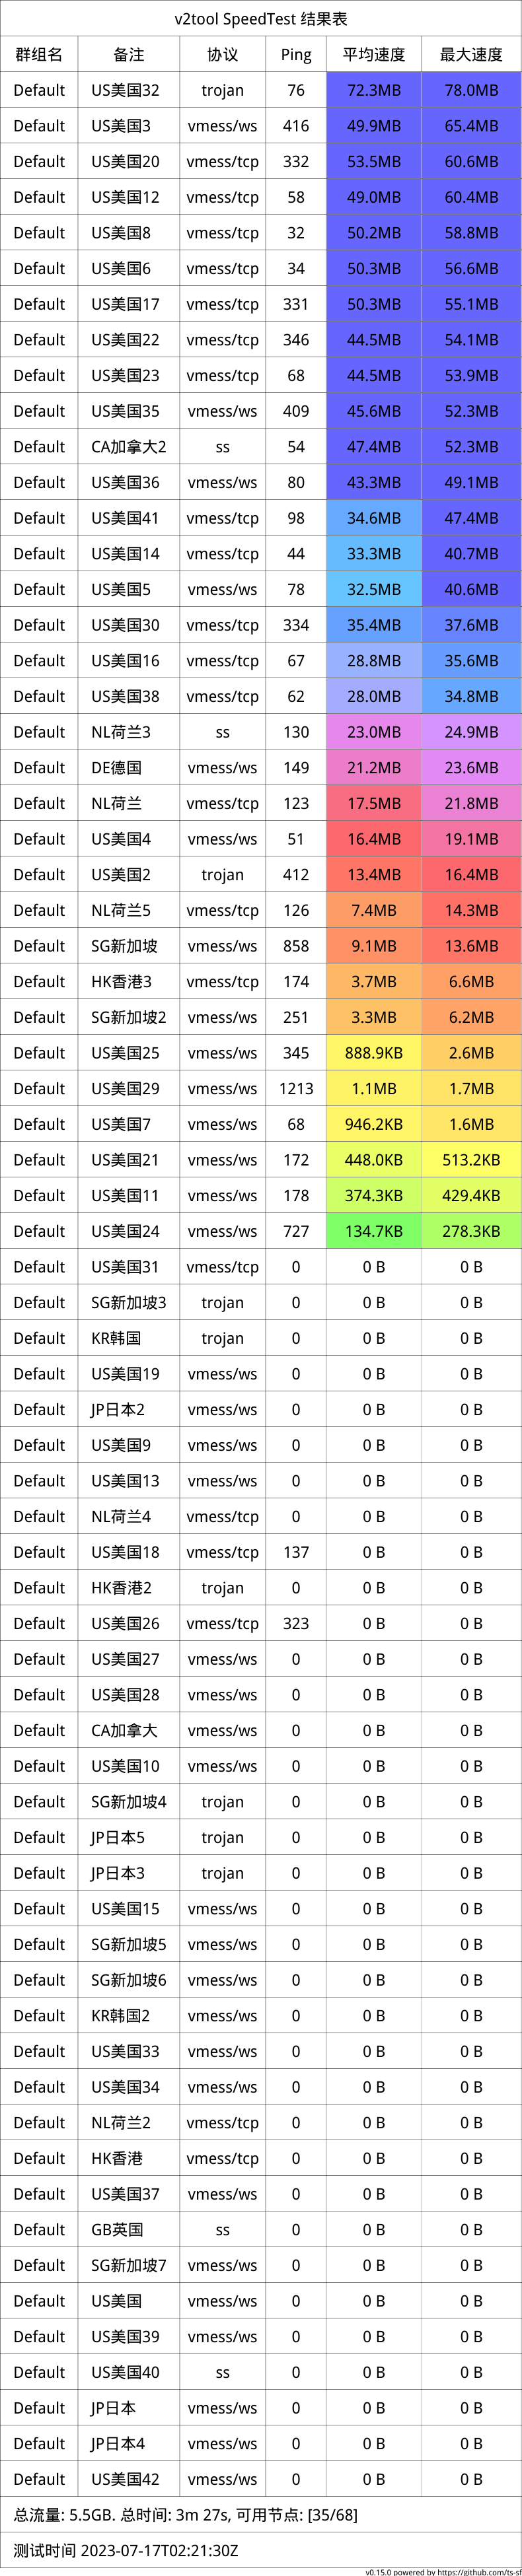 v2tool SpeedTest 结果表
群组名 备注 协议 Ping 平均速度 最大速度
Default US美国32 trojan 76 72.3MB 78.0MB
Default US美国3 vmess/ws 416 49.9MB 65.4MB
Default US美国20 vmess/tcp 332 53.5MB 60.6MB
Default US美国12 vmess/tcp 58 49.0MB 60.4MB
Default US美国8 vmess/tcp 32 50.2MB 58.8MB
Default US美国6 vmess/tcp 34 50.3MB 56.6MB
Default US美国17 vmess/tcp 331 50.3MB 55.1MB
Default US美国22 vmess/tcp 346 44.5MB 54.1MB
Default US美国23 vmess/tcp 68 44.5MB 53.9MB
Default US美国35 vmess/ws 409 45.6MB 52.3MB
Default CA加拿大2 ss 54 47.4MB 52.3MB
Default US美国36 vmess/ws 80 43.3MB 49.1MB
Default US美国41 vmess/tcp 98 34.6MB 47.4MB
Default US美国14 vmess/tcp 44 33.3MB 40.7MB
Default US美国5 vmess/ws 78 32.5MB 40.6MB
Default US美国30 vmess/tcp 334 35.4MB 37.6MB
Default US美国16 vmess/tcp 67 28.8MB 35.6MB
Default US美国38 vmess/tcp 62 28.0MB 34.8MB
Default NL荷兰3 ss 130 23.0MB 24.9MB
Default DE德国 vmess/ws 149 21.2MB 23.6MB
Default NL荷兰 vmess/tcp 123 17.5MB 21.8MB
Default US美国4 vmess/ws 51 16.4MB 19.1MB
Default US美国2 trojan 412 13.4MB 16.4MB
Default NL荷兰5 vmess/tcp 126 7.4MB 14.3MB
Default SG新加坡 vmess/ws 858 9.1MB 13.6MB
Default HK香港3 vmess/tcp 174 3.7MB 6.6MB
Default SG新加坡2 vmess/ws 251 3.3MB 6.2MB
Default US美国25 vmess/ws 345 888.9KB 2.6MB
Default US美国29 vmess/ws 1213 1.1MB 1.7MB
Default US美国7 vmess/ws 68 946.2KB 1.6MB
Default US美国21 vmess/ws 172 448.0KB 513.2KB
Default US美国11 vmess/ws 178 374.3KB 429.4KB
Default US美国24 vmess/ws 727 134.7KB 278.3KB
Default US美国31 vmess/tcp 0 0 B 0 B
Default SG新加坡3 trojan 0 0 B 0 B
Default KR韩国 trojan 0 0 B 0 B
Default US美国19 vmess/ws 0 0 B 0 B
Default JP日本2 vmess/ws 0 0 B 0 B
Default US美国9 vmess/ws 0 0 B 0 B
Default US美国13 vmess/ws 0 0 B 0 B
Default NL荷兰4 vmess/tcp 0 0 B 0 B
Default US美国18 vmess/tcp 137 0 B 0 B
Default HK香港2 trojan 0 0 B 0 B
Default US美国26 vmess/tcp 323 0 B 0 B
Default US美国27 vmess/ws 0 0 B 0 B
Default US美国28 vmess/ws 0 0 B 0 B
Default CA加拿大 vmess/ws 0 0 B 0 B
Default US美国10 vmess/ws 0 0 B 0 B
Default SG新加坡4 trojan 0 0 B 0 B
Default JP日本5 trojan 0 0 B 0 B
Default JP日本3 trojan 0 0 B 0 B
Default US美国15 vmess/ws 0 0 B 0 B
Default SG新加坡5 vmess/ws 0 0 B 0 B
Default SG新加坡6 vmess/ws 0 0 B 0 B
Default KR韩国2 vmess/ws 0 0 B 0 B
Default US美国33 vmess/ws 0 0 B 0 B
Default US美国34 vmess/ws 0 0 B 0 B
Default NL荷兰2 vmess/tcp 0 0 B 0 B
Default HK香港 vmess/tcp 0 0 B 0 B
Default US美国37 vmess/ws 0 0 B 0 B
Default GB英国 ss 0 0 B 0 B
Default SG新加坡7 vmess/ws 0 0 B 0 B
Default US美国 vmess/ws 0 0 B 0 B
Default US美国39 vmess/ws 0 0 B 0 B
Default US美国40 ss 0 0 B 0 B
Default JP日本 vmess/ws 0 0 B 0 B
Default JP日本4 vmess/ws 0 0 B 0 B
Default US美国42 vmess/ws 0 0 B 0 B
总流量: 5.5GB. 总时间: 3m 27s, 可用节点: [35/68]
测试时间 2023-07-17T02:21:30Z
v0.15.0 powered by https://github.com/ts-sf